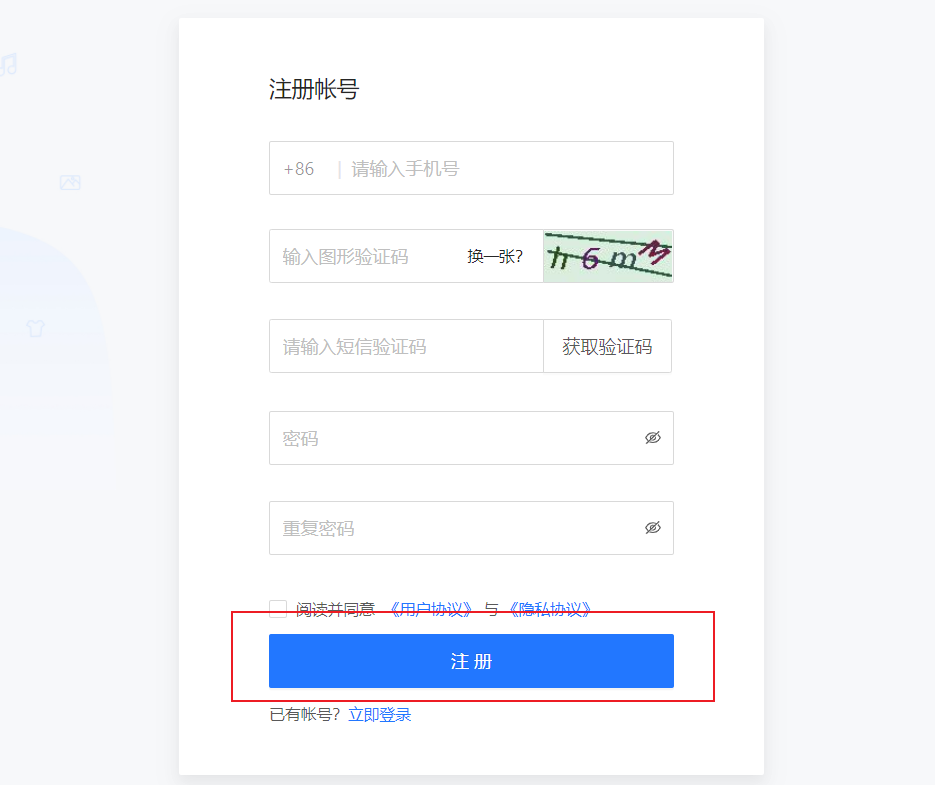 注册帐号
+86 | 请输入手机号
输入图形验证码 换一张? h6mM
请输入短信验证码 获取验证码
密码
重复密码
阅读并同意 《用户协议》 与 《隐私协议》
注 册
已有帐号? 立即登录